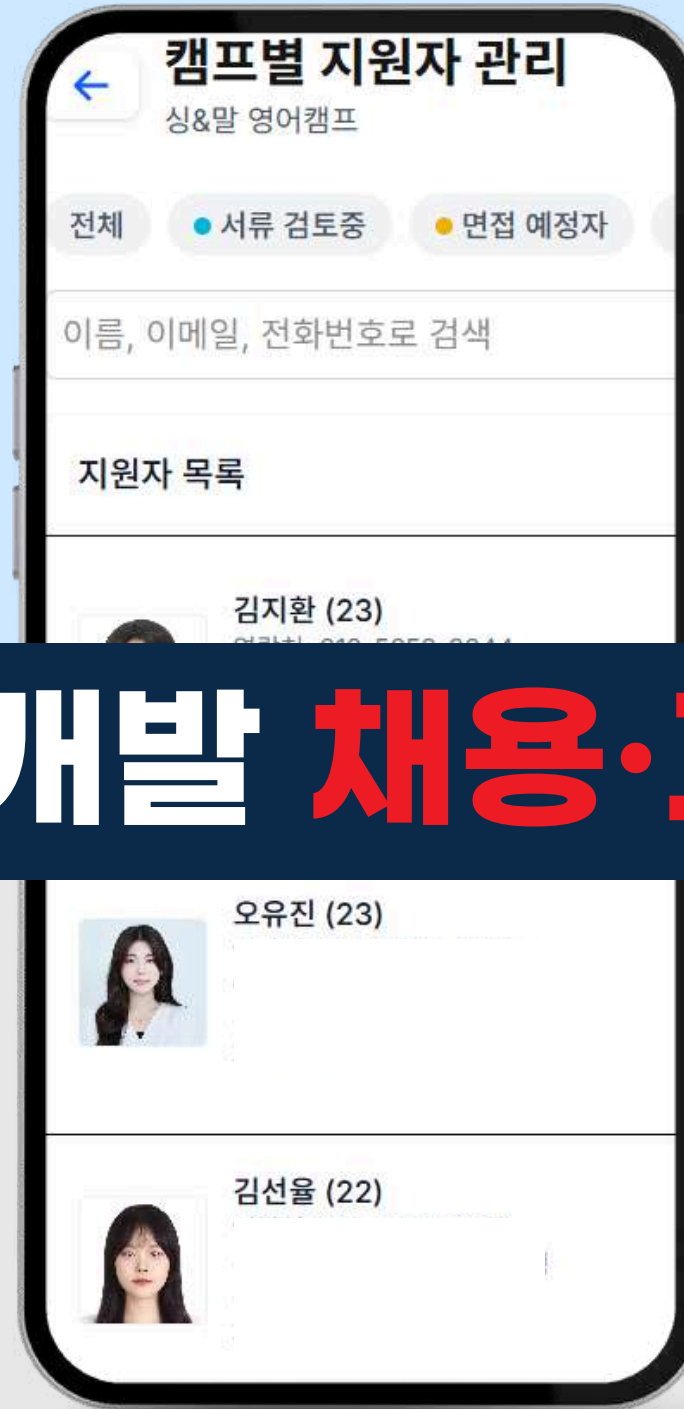 캠프별 지원자 관리
싱&말 영어캠프
전체
서류 검토중
면접 예정자
이름, 이메일, 전화번호로 검색
지원자 목록
김지환 (23)
개발 채용·
오유진 (23)
김선율 (22)